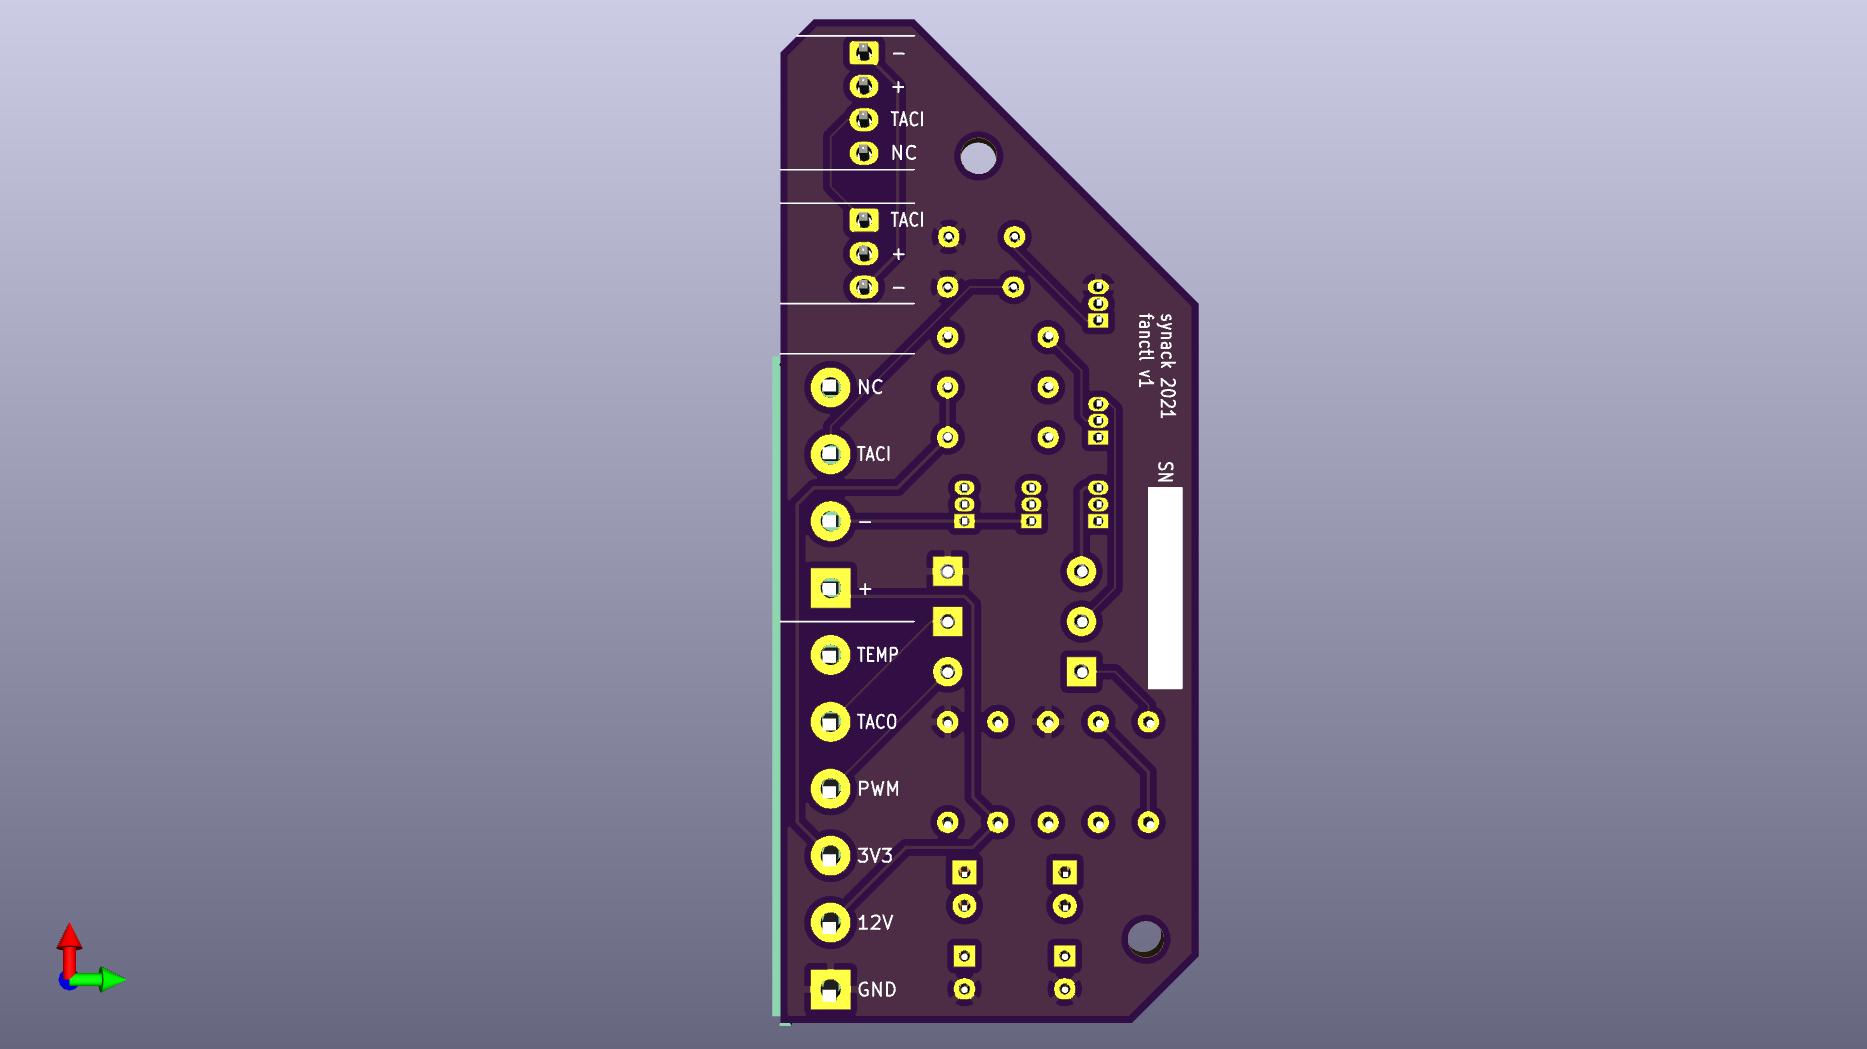 -
+
TACI
NC
TACI
+
-
NC
TACI
-
+
TEMP
TACO
PWM
3V3
12V
GND
synack 2021
fanctl v1
SN